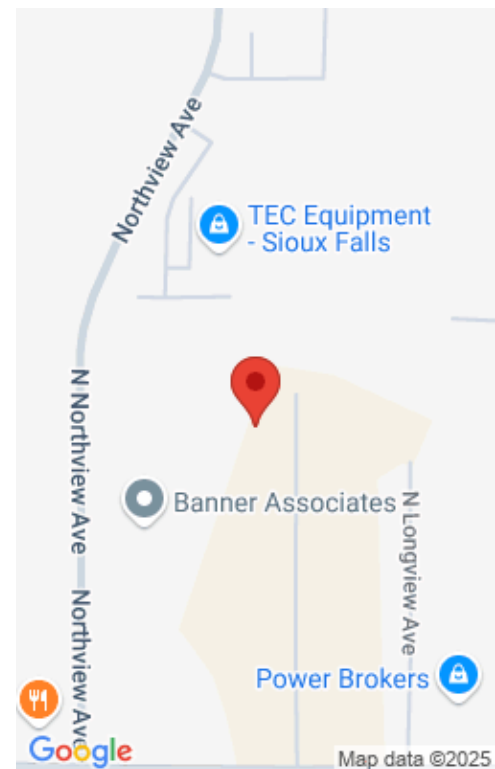 Northview Ave
TEC Equipment
- Sioux Falls
N Northview Ave
Banner Associates
N Longview Ave
Northview Ave
Power Brokers
Google
Map data ©2025